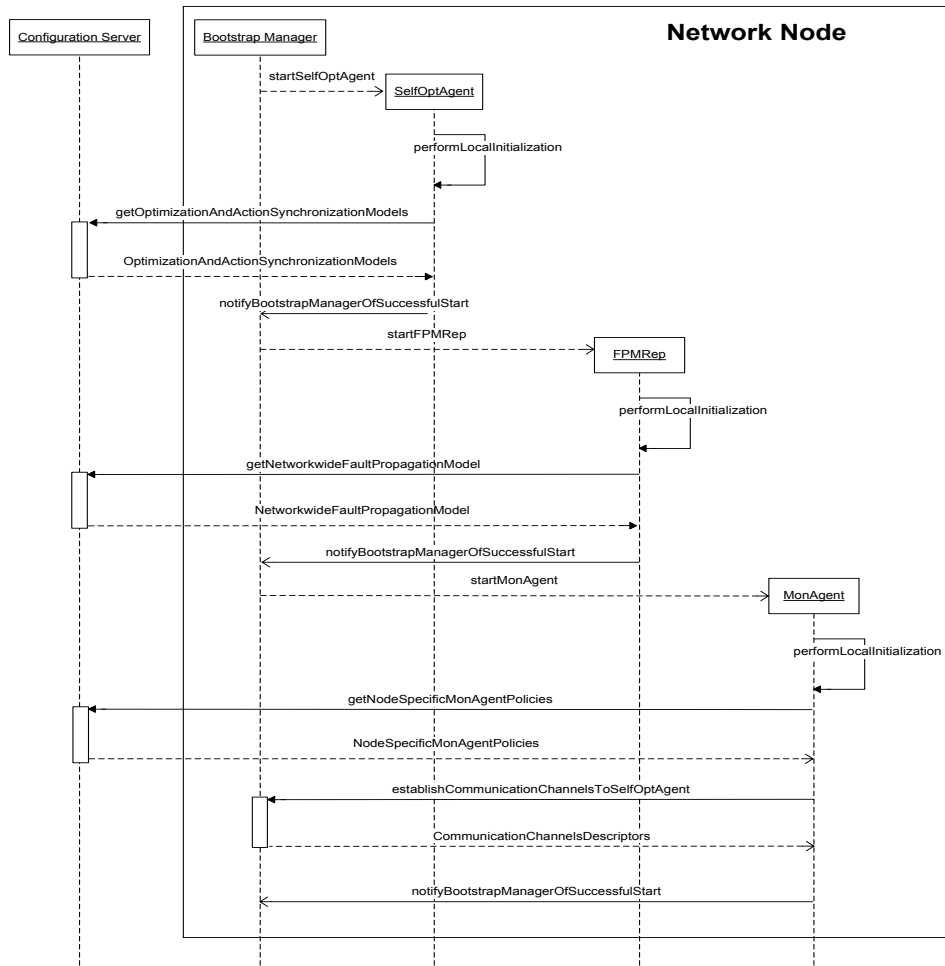 Network Node
Configuration Server
Bootstrap Manager
startSelfOptAgent
SelfOptAgent
performLocalInitialization
getOptimizationAndActionSynchronizationModels
OptimizationAndActionSynchronizationModels
notifyBootstrapManagerOfSuccessfulStart
startFPMRep
FPMRep
performLocalInitialization
getNetworkwideFaultPropagationModel
NetworkwideFaultPropagationModel
notifyBootstrapManagerOfSuccessfulStart
startMonAgent
MonAgent
performLocalInitialization
getNodeSpecificMonAgentPolicies
NodeSpecificMonAgentPolicies
establishCommunicationChannelsToSelfOptAgent
CommunicationChannelsDescriptors
notifyBootstrapManagerOfSuccessfulStart